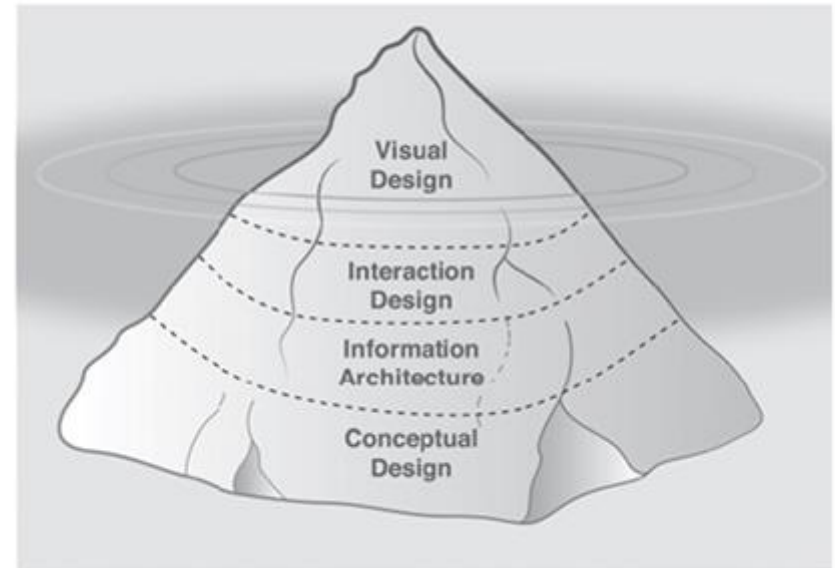 Visual
Design
Interaction
Design
Information
Architecture
Conceptual
Design